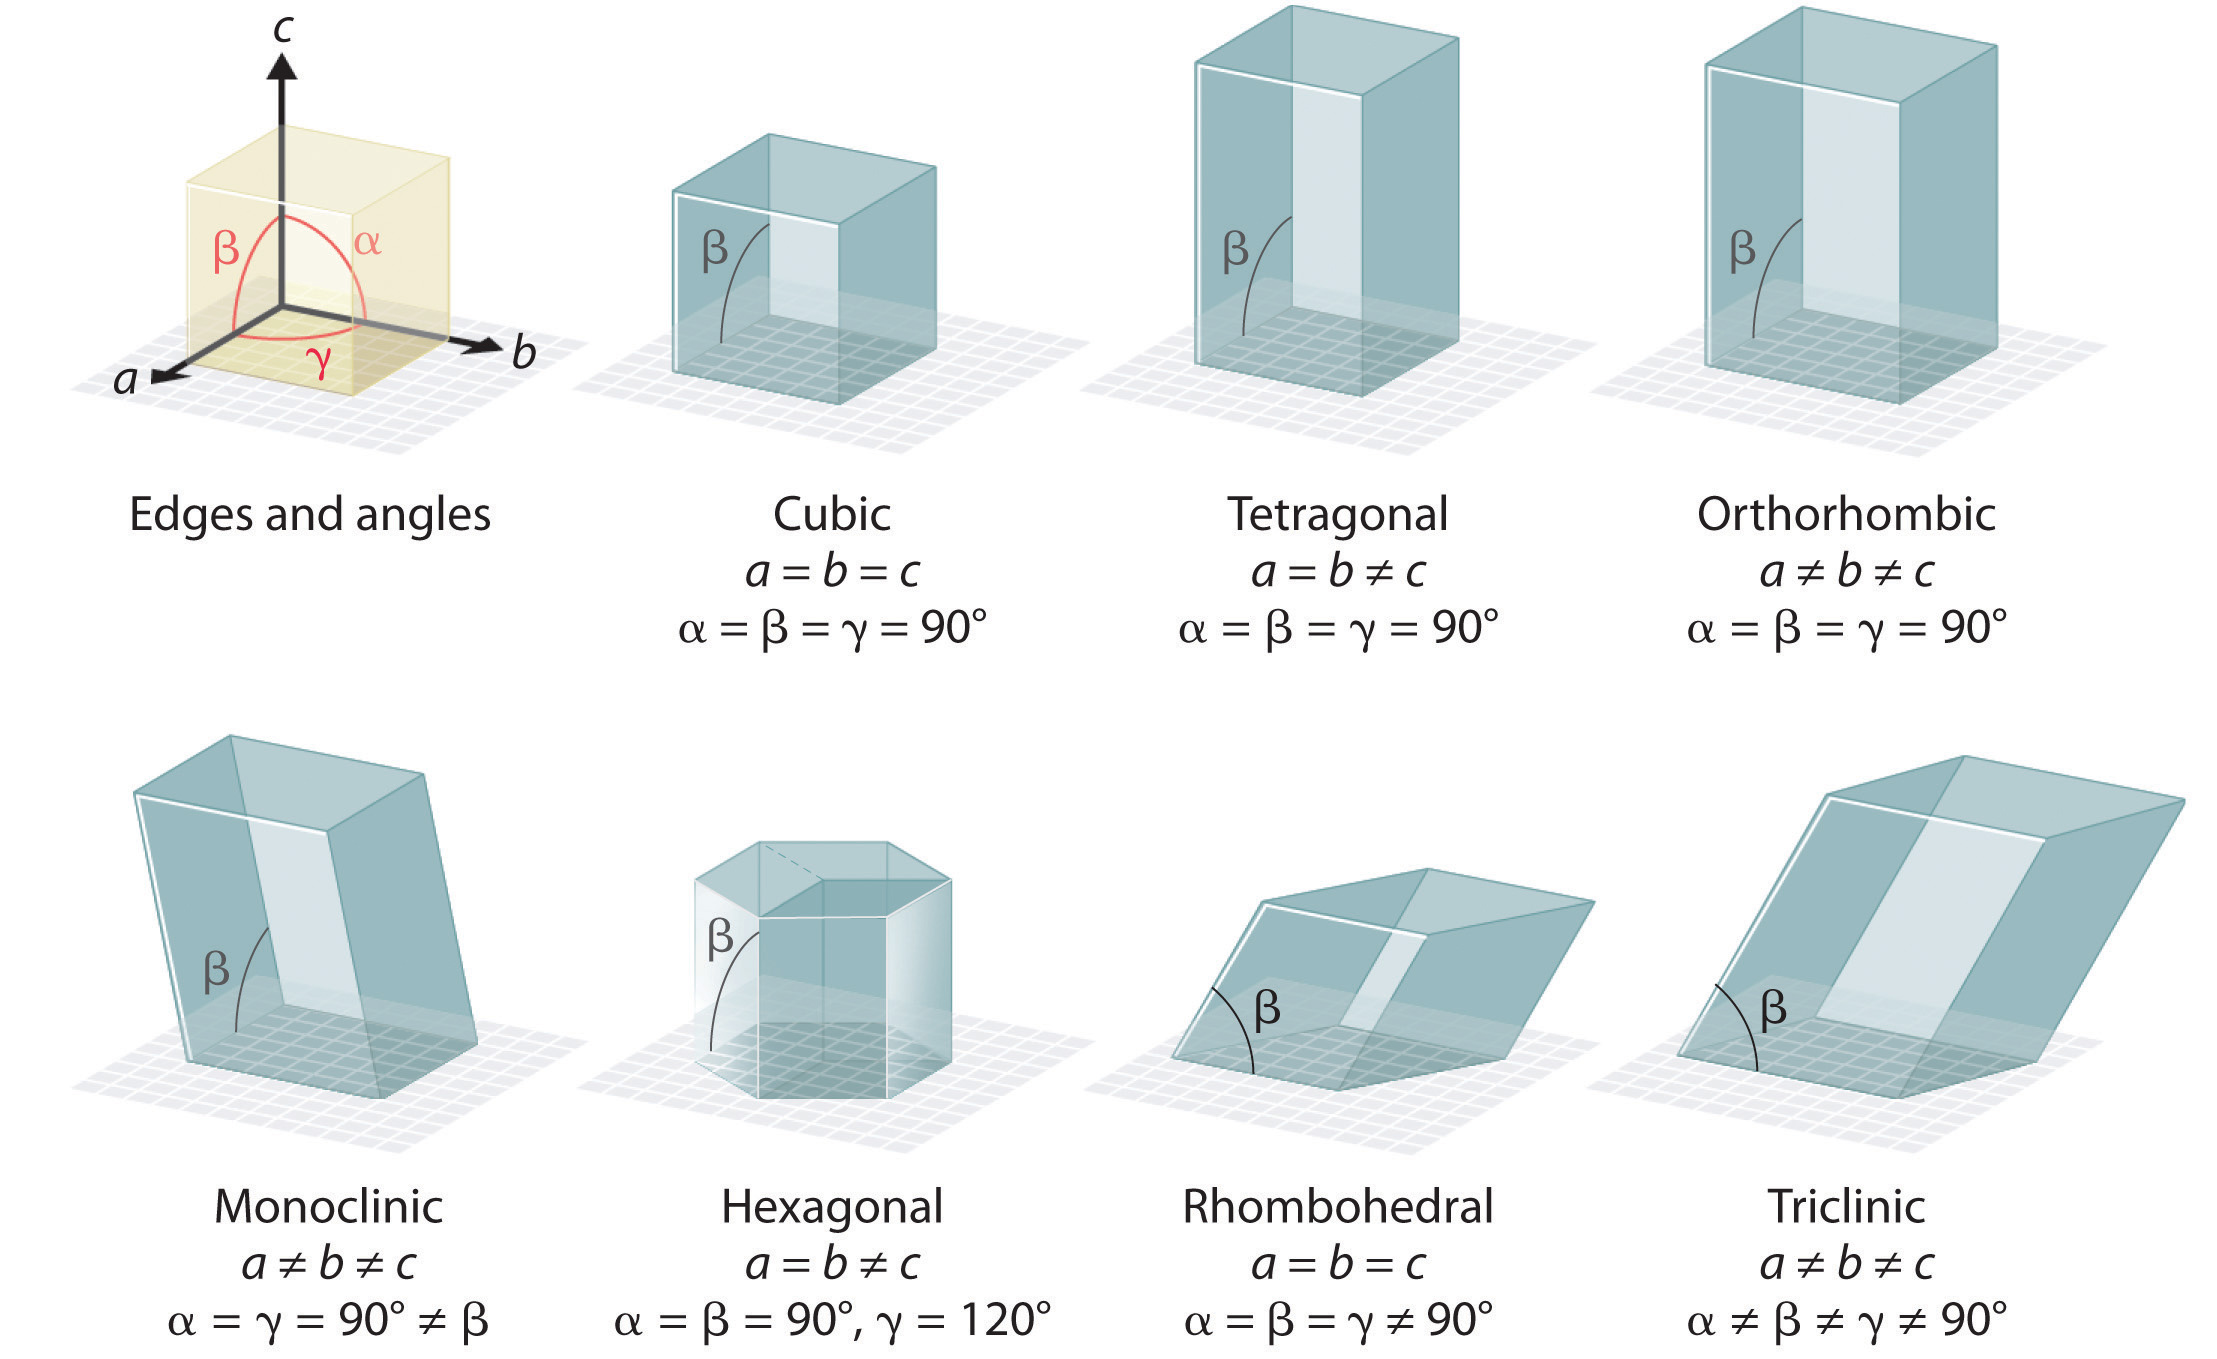 c
β
α
γ
a
b
β
β
β
Edges and angles
Cubic
a = b = c
α = β = γ = 90°
Tetragonal
a = b ≠ c
α = β = γ = 90°
Orthorhombic
a ≠ b ≠ c
α = β = γ = 90°
β
β
β
β
Monoclinic
a ≠ b ≠ c
α = γ = 90° ≠ β
Hexagonal
a = b ≠ c
α = β = 90°, γ = 120°
Rhombohedral
a = b = c
α = β = γ ≠ 90°
Triclinic
a ≠ b ≠ c
α ≠ β ≠ γ ≠ 90°